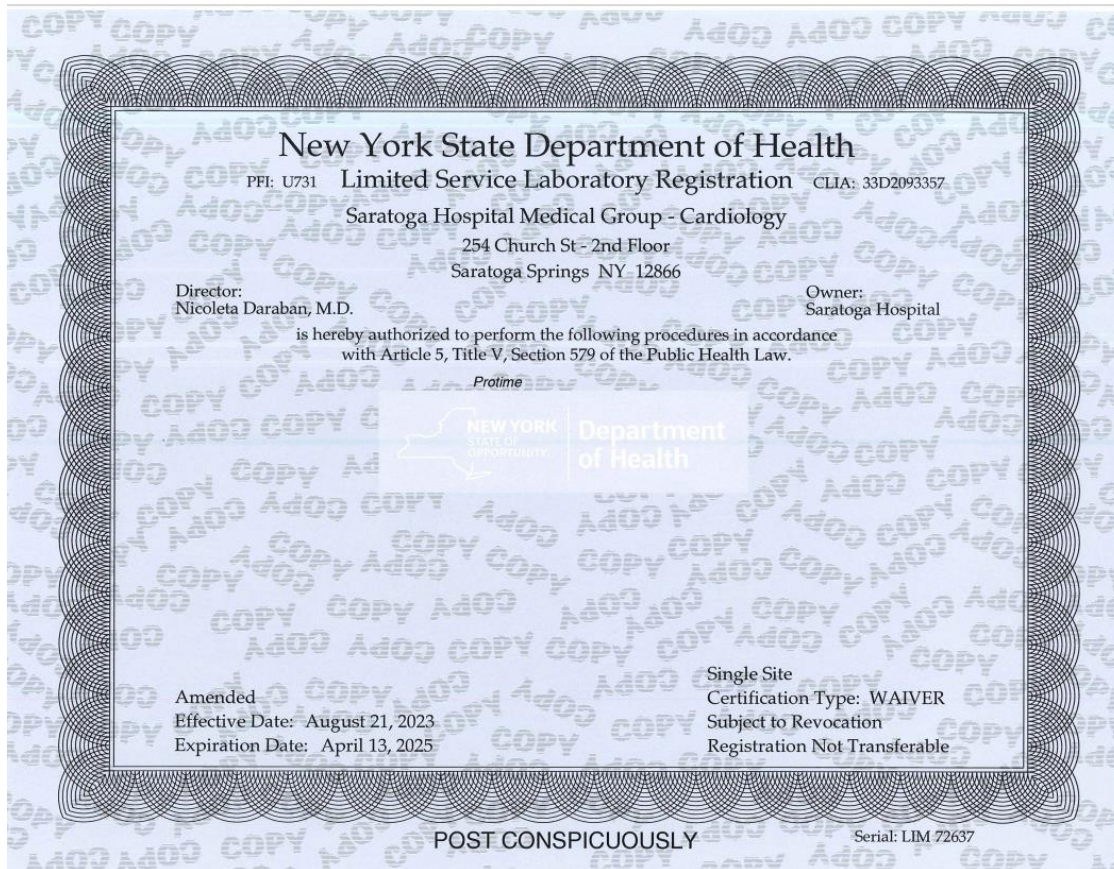 New York State Department of Health
PFI: U731 Limited Service Laboratory Registration CLIA: 33D2093357
Saratoga Hospital Medical Group - Cardiology
254 Church St - 2nd Floor
Saratoga Springs NY 12866
Director:
Nicoleta Daraban, M.D.
Owner:
Saratoga Hospital
is hereby authorized to perform the following procedures in accordance
with Article 5, Title V, Section 579 of the Public Health Law.
Protime
NEW YORK
STATE OF
OPPORTUNITY.
Department
of Health
Amended
Effective Date: August 21, 2023
Expiration Date: April 13, 2025
Single Site
Certification Type: WAIVER
Subject to Revocation
Registration Not Transferable
POST CONSPICUOUSLY
Serial: LIM 72637
COPY